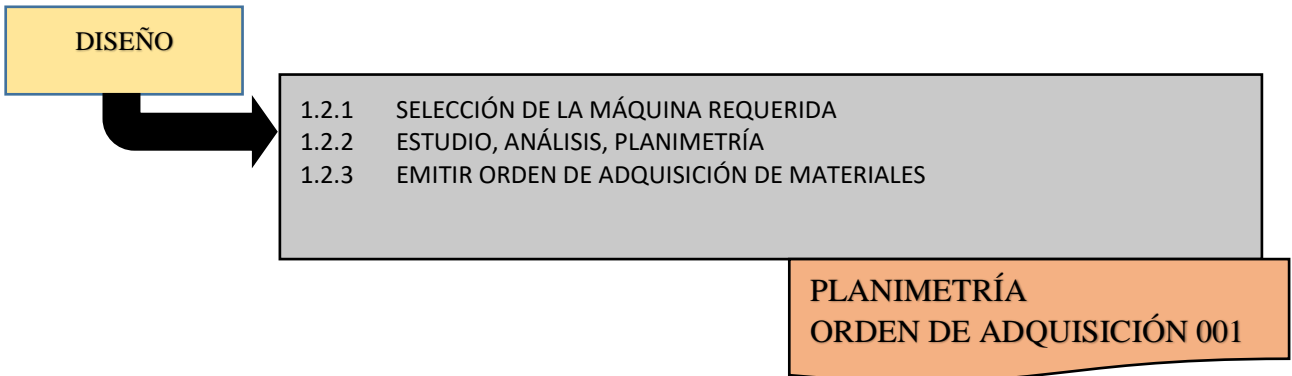 DISEÑO
1.2.1 SELECCIÓN DE LA MÁQUINA REQUERIDA
1.2.2 ESTUDIO, ANÁLISIS, PLANIMETRÍA
1.2.3 EMITIR ORDEN DE ADQUISICIÓN DE MATERIALES
PLANIMETRÍA
ORDEN DE ADQUISICIÓN 001